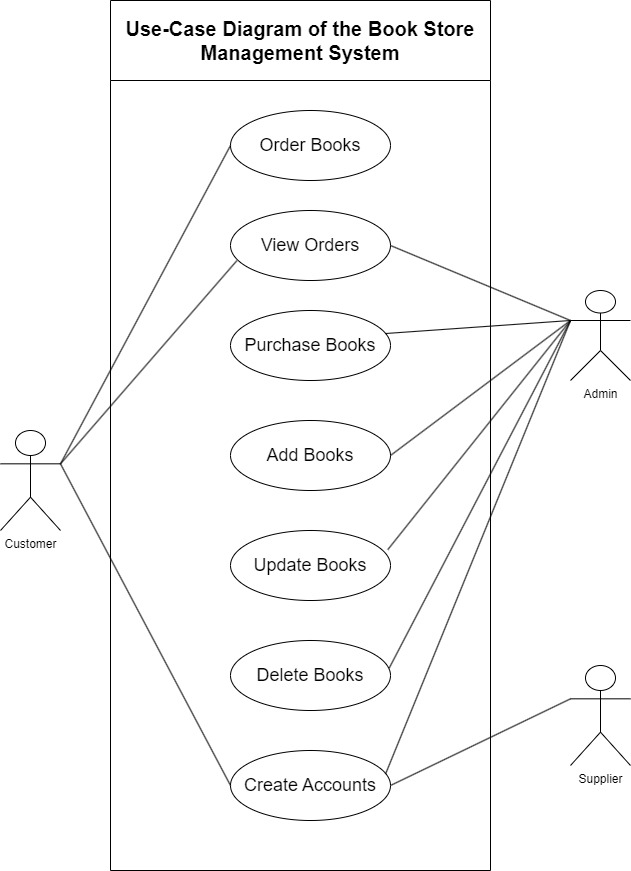 Use-Case Diagram of the Book Store
Management System
Order Books
View Orders
Purchase Books
Admin
Add Books
Customer
Update Books
Delete Books
Supplier
Create Accounts